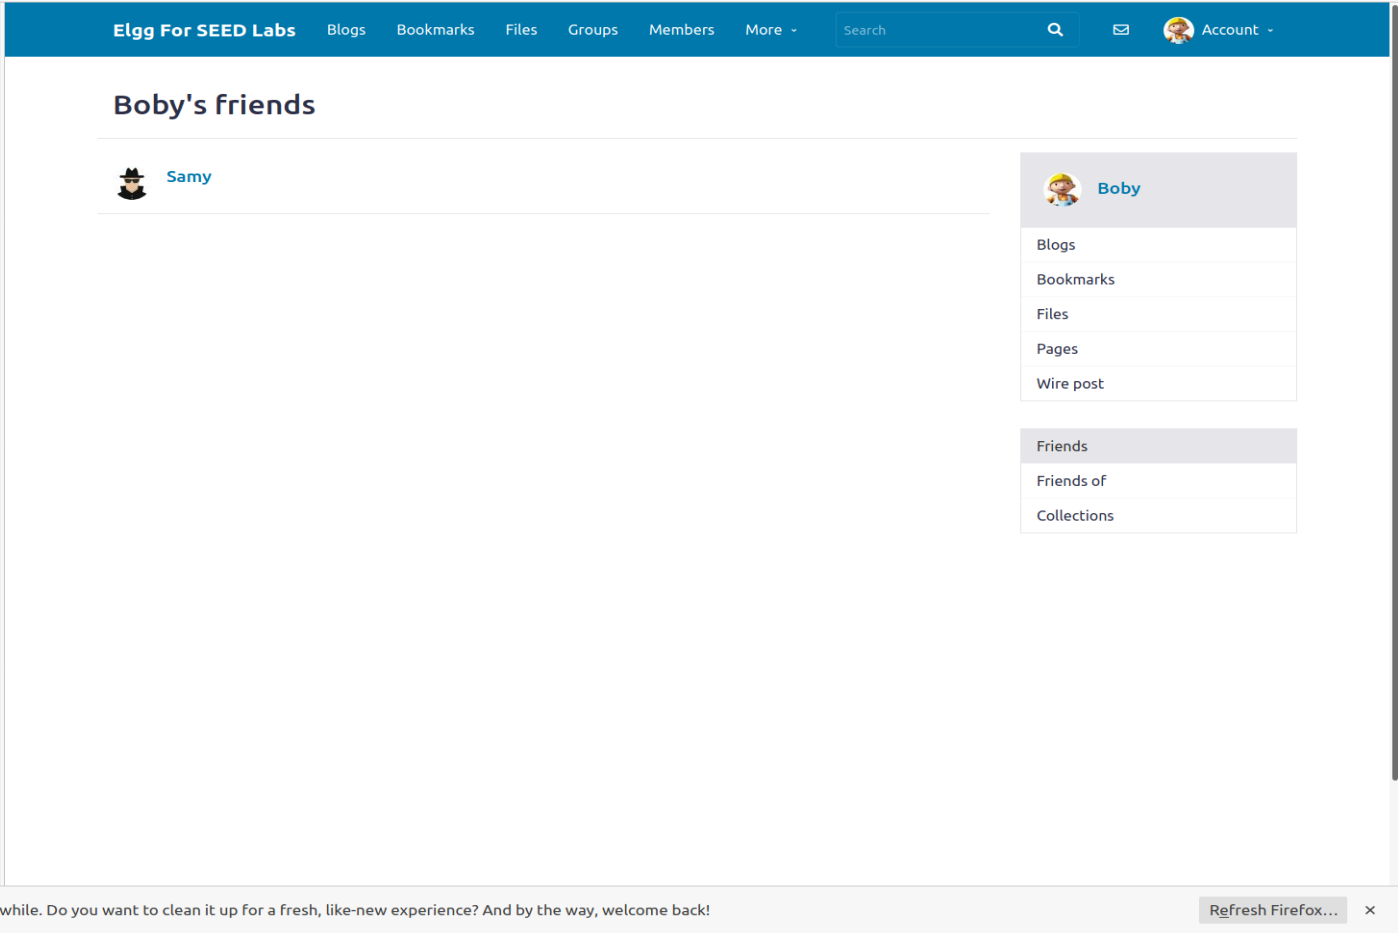 Elgg For SEED Labs Blogs Bookmarks Files Groups Members More Search Account
Boby's friends
Samy
Boby
Blogs
Bookmarks
Files
Pages
Wire post
Friends
Friends of
Collections
while. Do you want to clean it up for a fresh, like-new experience? And by the way, welcome back! Refresh Firefox...